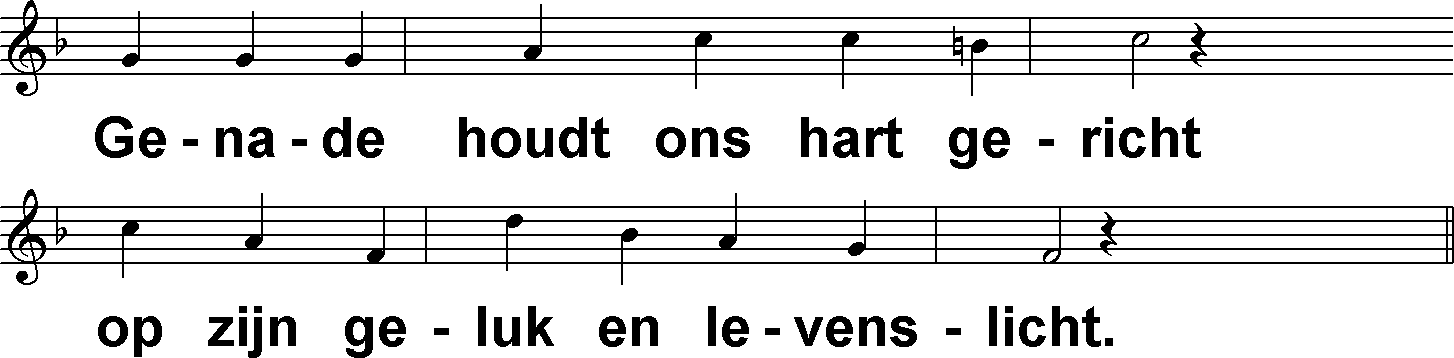 Ge - na - de houdt ons hart ge - richt
op zijn ge - luk en le - vens - licht.